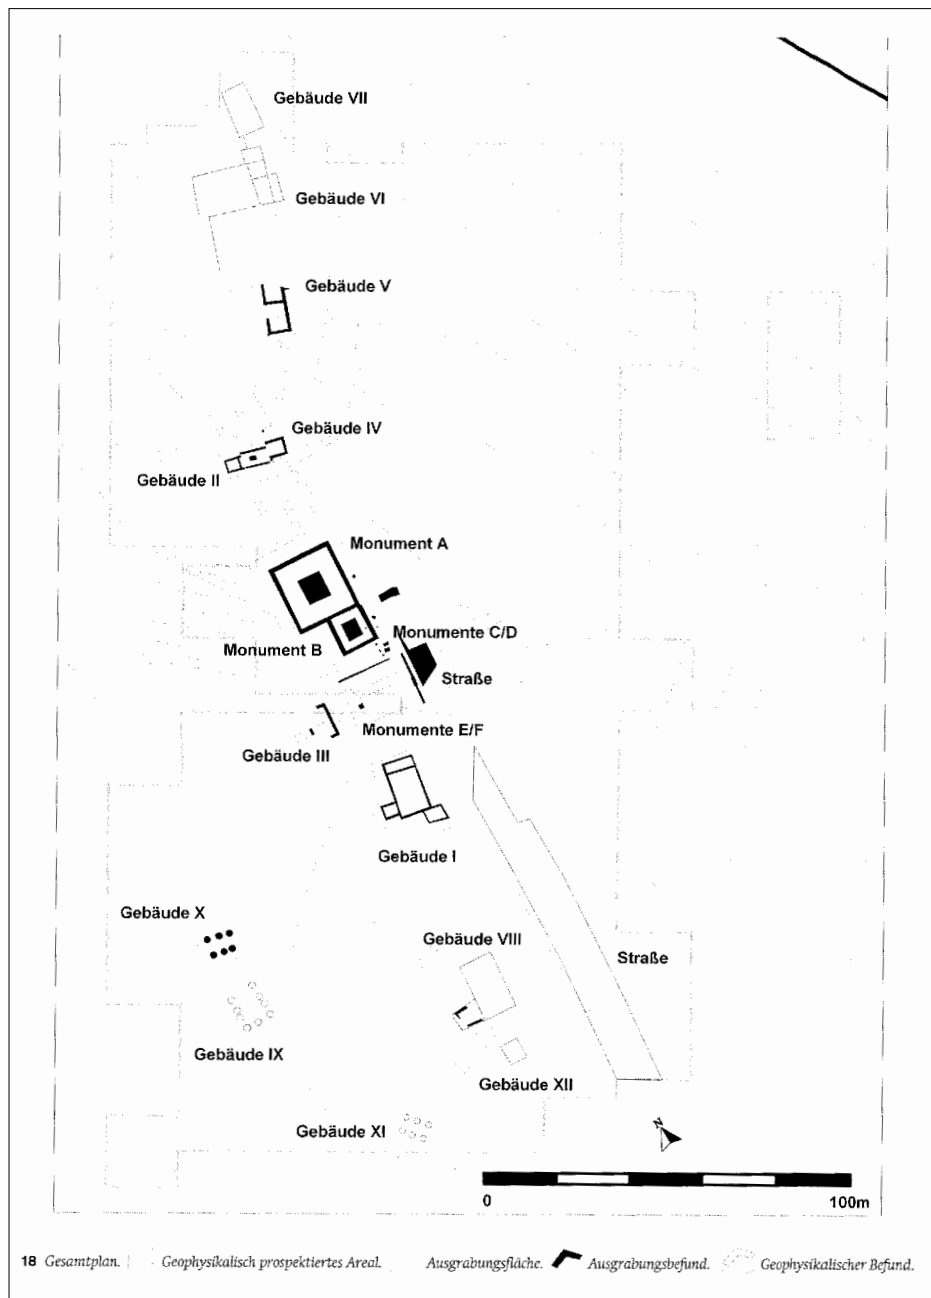 Gebäude VII
Gebäude VI
Gebäude V
Gebäude IV
Gebäude II
Monument A
Monumente C/D
Monument B
Straße
Monumente E/F
Gebäude III
Gebäude I
Gebäude X
Gebäude VIII
Straße
Gebäude IX
Gebäude XII
Gebäude XI
N
0 100m
18 Gesamtplan. Geophysikalisch prospektiertes Areal. Ausgrabungsfläche. Ausgrabungsbefund. Geophysikalischer Befund.